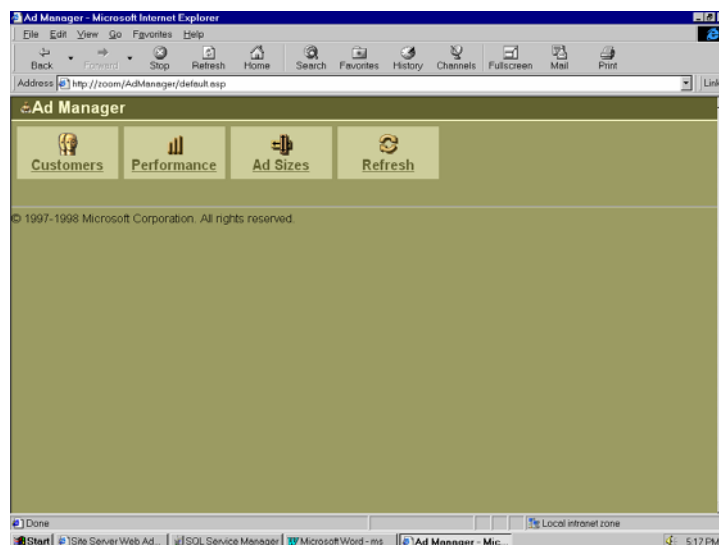 Ad Manager - Microsoft Internet Explorer
File Edit View Go Favorites Help
Back Forward Stop Refresh Home Search Favorites History Channels Fullscreen Mail Print
Address http://zoom/AdManager/default.asp Link
Ad Manager
Customers Performance Ad Sizes Refresh
© 1997-1998 Microsoft Corporation. All rights reserved.
Done Local intranet zone
Start Site Server Web Ad... SQL Service Manager Microsoft Word - ms Ad Manager - Mic... 5:17 PM